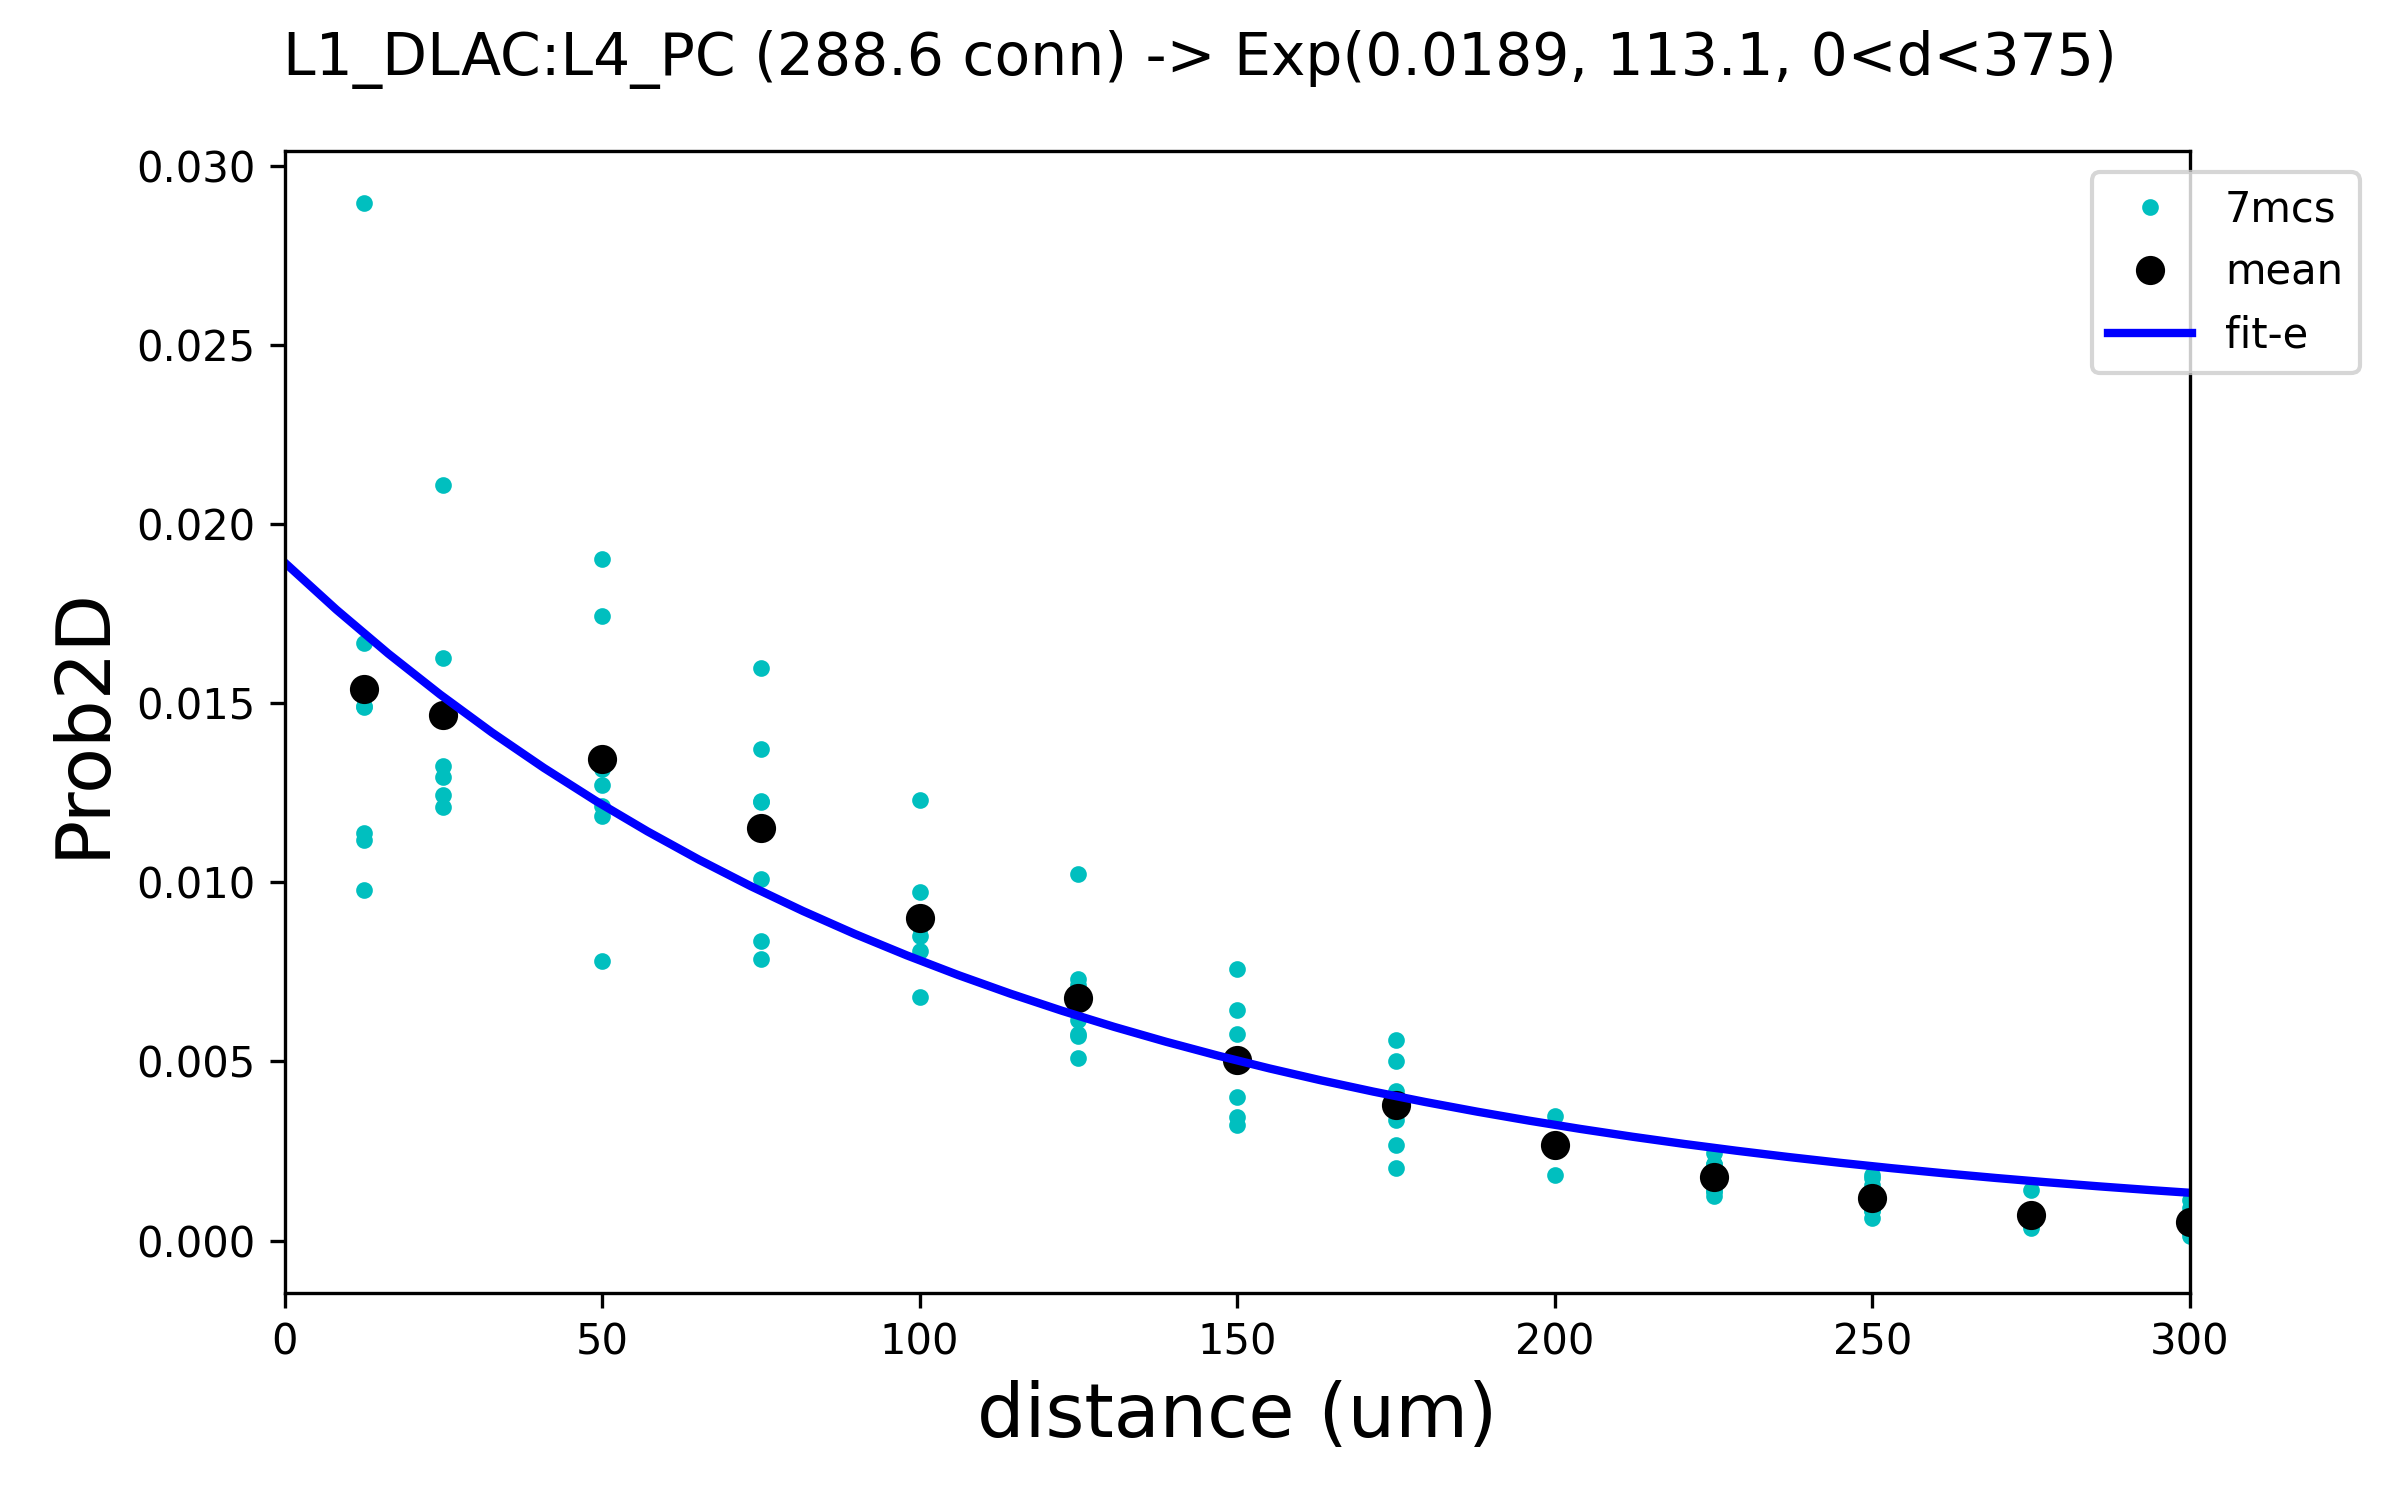 L1_DLAC:L4_PC (288.6 conn) -> Exp(0.0189, 113.1, 0<d<375)
0.030
0.025
0.020
0.015
0.010
0.005
0.000
Prob2D
7mcs
mean
fit-e
0 50 100 150 200 250 300
distance (um)